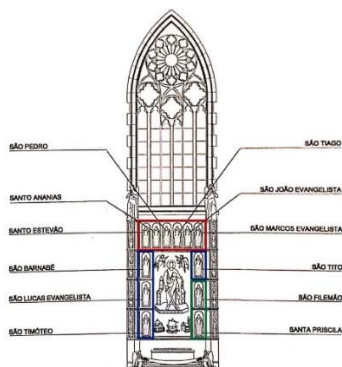 SÃO PEDRO
SÃO TIAGO
SANTO ANANIAS
SÃO JOÃO EVANGELISTA
SANTO ESTEVÃO
SÃO MARCOS EVANGELISTA
SÃO BARNABÉ
SÃO TITO
SÃO LUCAS EVANGELISTA
SÃO FILEMÃO
SÃO TIMÓTEO
SANTA PRISCILA